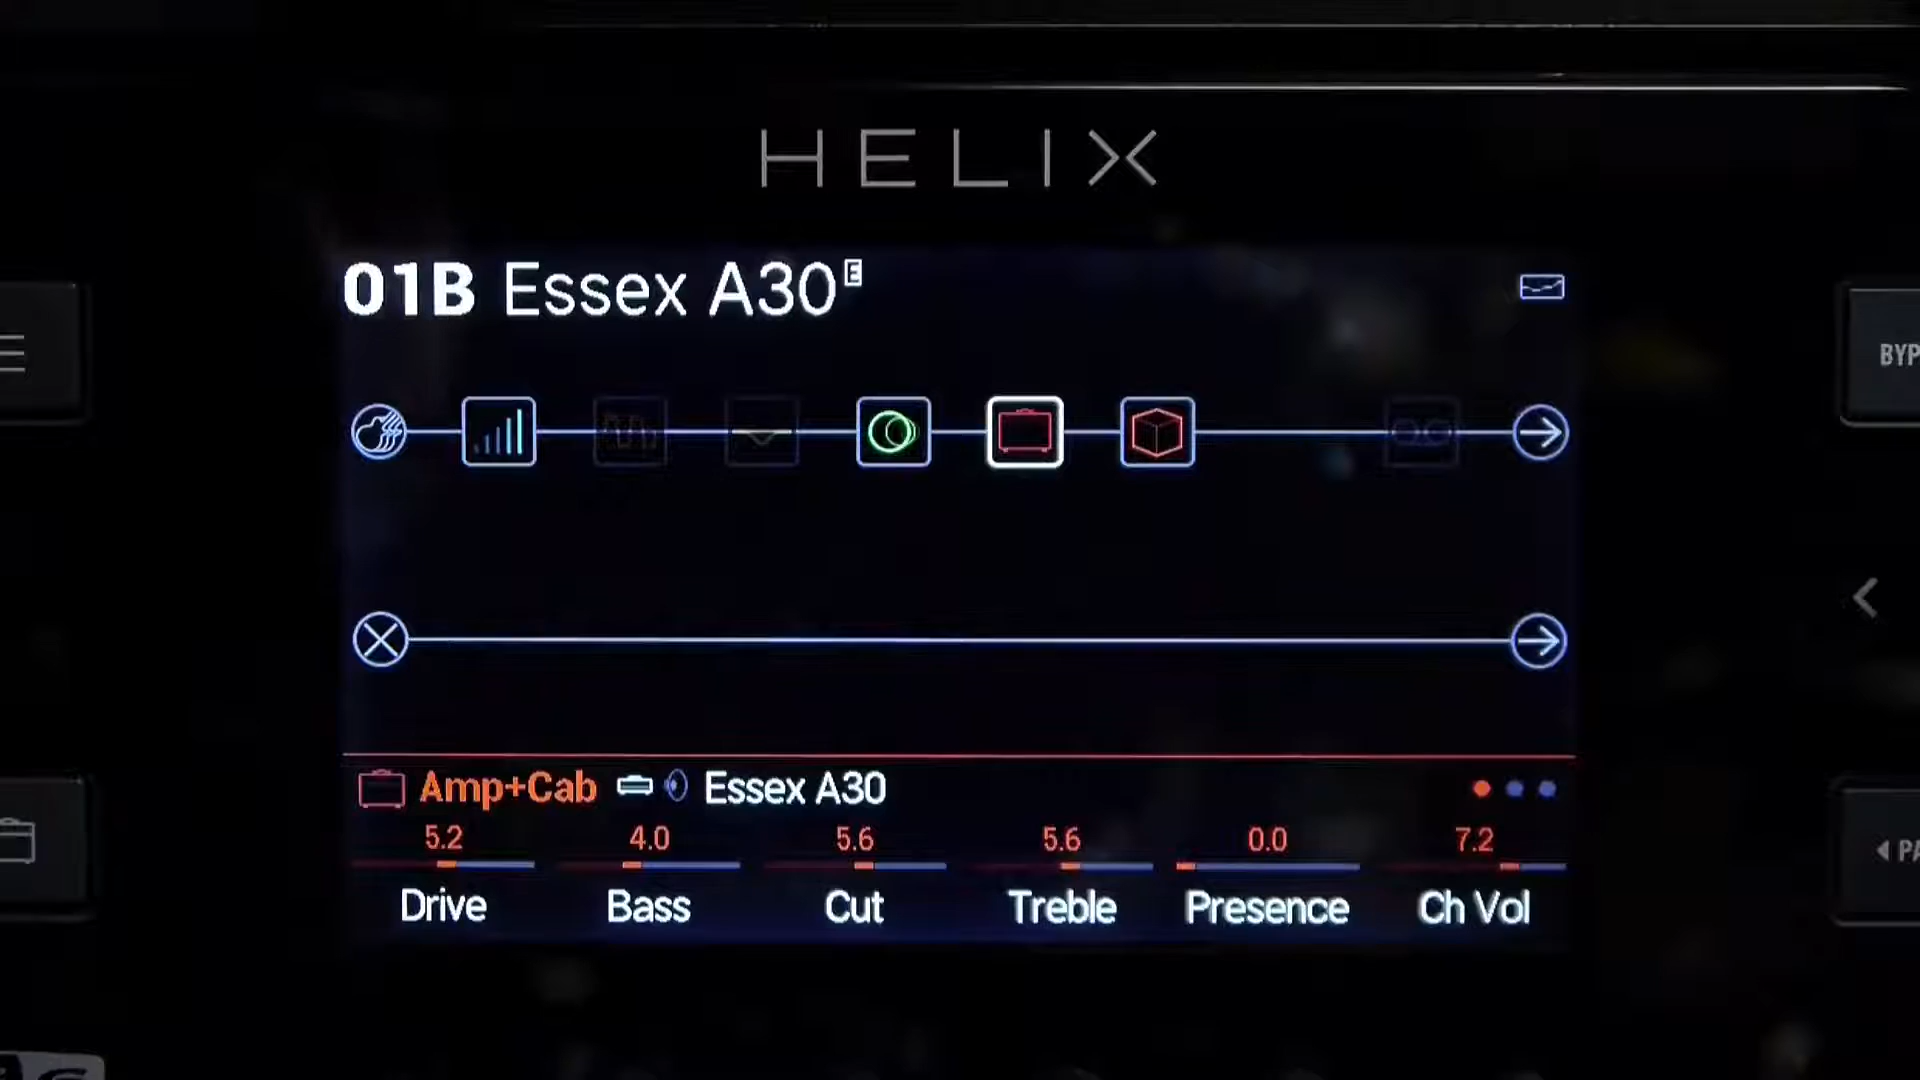 HELIX
01B Essex A30 E
BYP
Amp+Cab Essex A30
5.2 4.0 5.6 5.6 0.0 7.2
PA
Drive Bass Cut Treble Presence Ch Vol